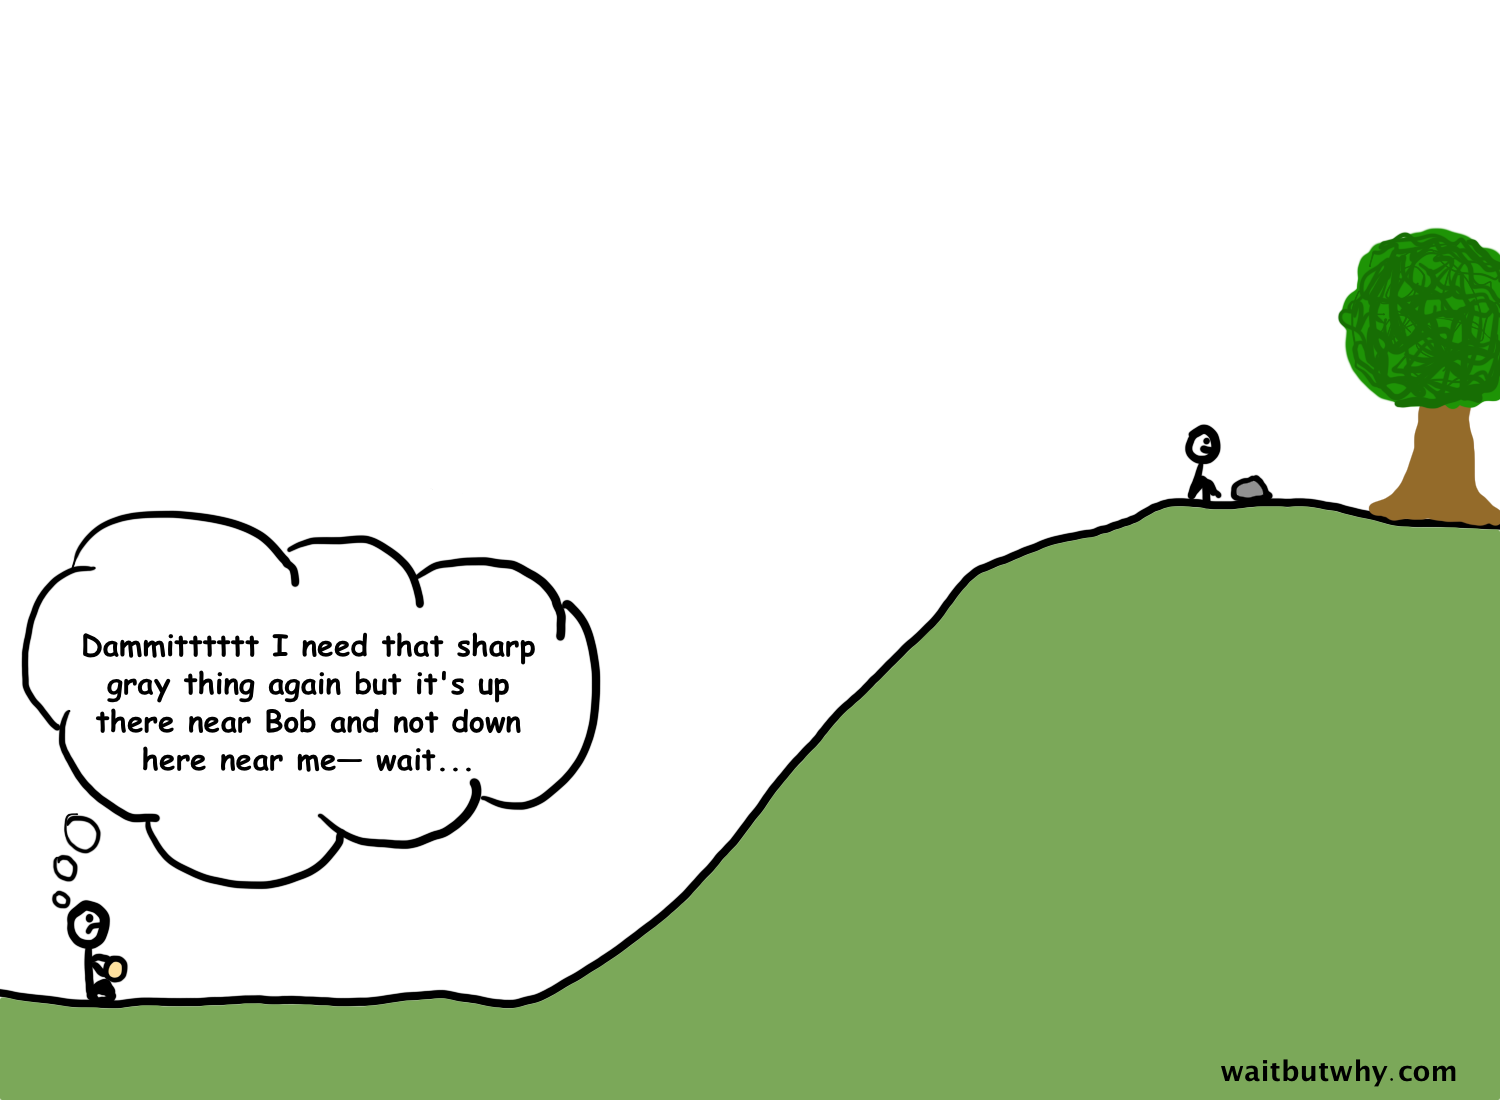 Dammitttttt I need that sharp
gray thing again but it's up
there near Bob and not down
here near me— wait...
waitbutwhy.com